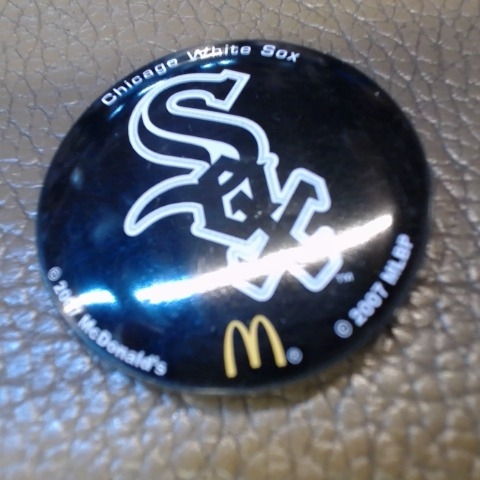 Chicago White Sox
Sox
TM
© 2007 McDonald's
M®
© 2007 MLBP